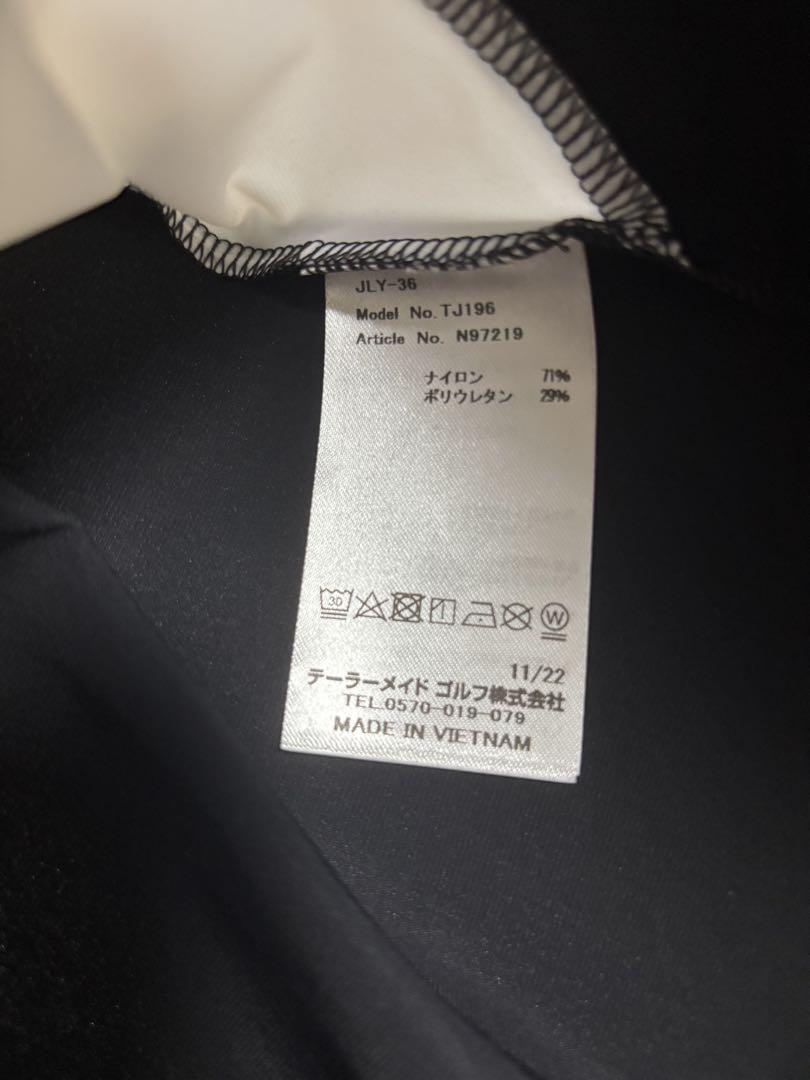 JLY-36
Model No. TJ196
Article No. N97219
ナイロン 71%
ポリウレタン 29%
30 W
11/22
テーラーメイド ゴルフ株式会社
TEL.0570-019-079
MADE IN VIETNAM